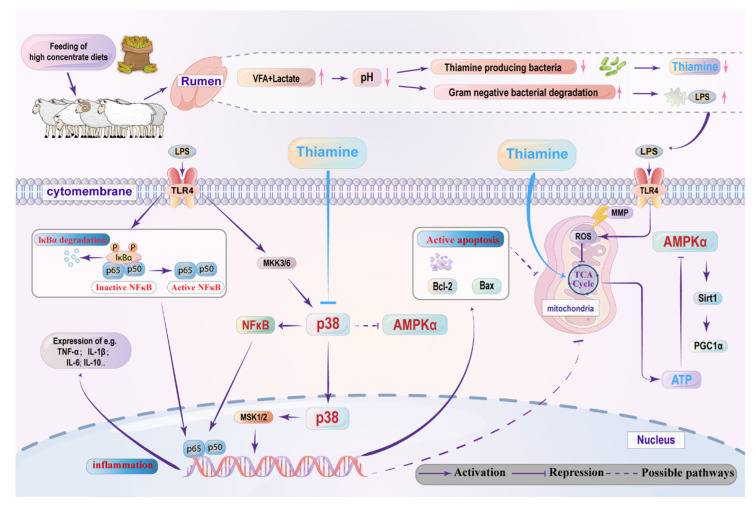 Feeding of
high concentrate diets
Rumen
VFA+Lactate
pH
Thiamine producing bacteria
Thiamine
Gram negative bacterial degradation
LPS
LPS
Thiamine
Thiamine
LPS
cytomembrane
TLR4
TLR4
MMP
IκBα degradation
P
P
IκBα
p65
p50
p65
p50
Inactive NFκB
Active NFκB
MKK3/6
Active apoptosis
Bcl-2
Bax
ROS
TCA
Cycle
mitochondria
AMPKα
Sirt1
PGC1α
ATP
NFκB
p38
AMPKα
Expression of e.g.
TNF-α; IL-1β;
IL-6; IL-10..
MSK1/2
p38
p65
p50
inflammation
Nucleus
Activation
Repression
Possible pathways